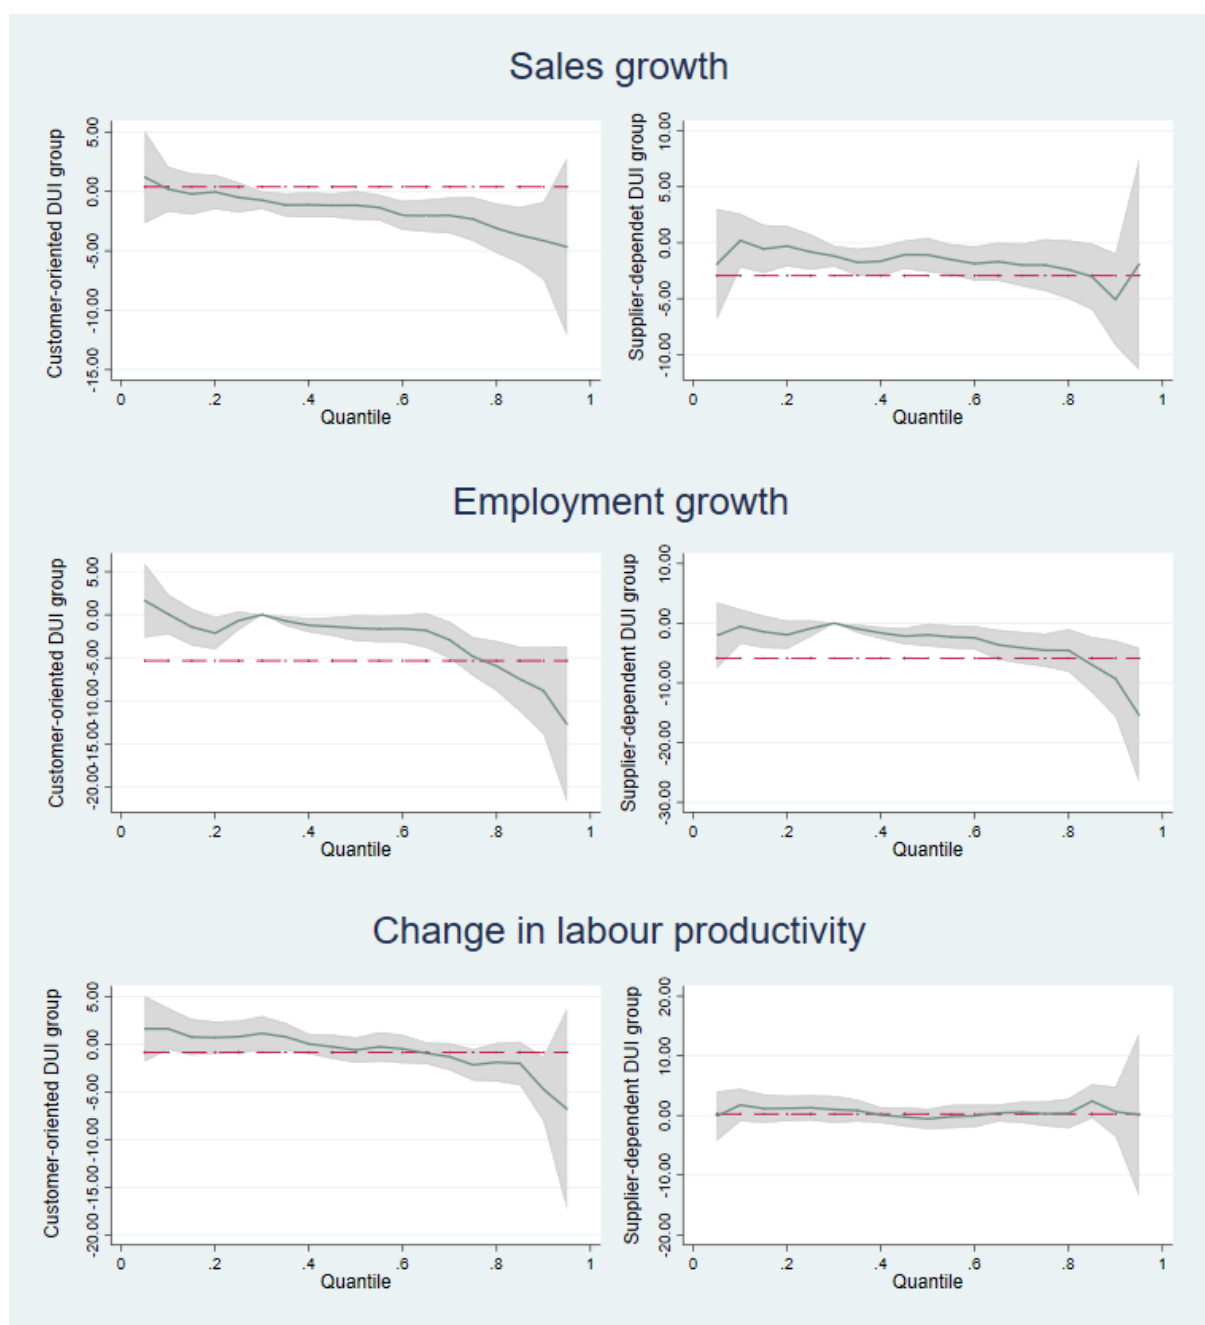 Sales growth
Customer-oriented DUI group
5.00
0.00
-5.00
-10.00
-15.00
0 .2 .4 .6 .8 1
Quantile
Supplier-dependet DUI group
10.00
5.00
0.00
-5.00
-10.00
0 .2 .4 .6 .8 1
Quantile
Employment growth
Customer-oriented DUI group
5.00
0.00
-5.00
-10.00
-15.00
-20.00
0 .2 .4 .6 .8 1
Quantile
Supplier-dependent DUI group
10.00
0.00
-10.00
-20.00
-30.00
0 .2 .4 .6 .8 1
Quantile
Change in labour productivity
Customer-oriented DUI group
5.00
0.00
-5.00
-10.00
-15.00
-20.00
0 .2 .4 .6 .8 1
Quantile
Supplier-dependent DUI group
20.00
10.00
0.00
-10.00
-20.00
0 .2 .4 .6 .8 1
Quantile